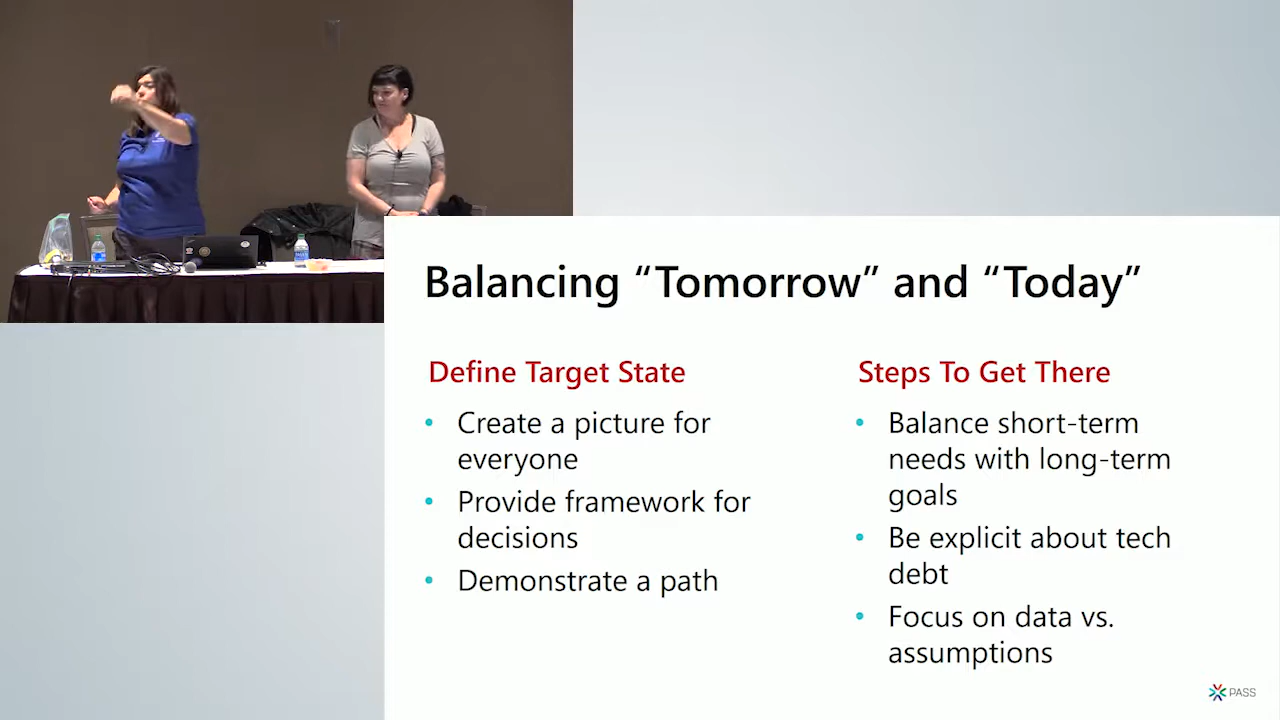 Balancing “Tomorrow” and “Today”
Define Target State
• Create a picture for
everyone
• Provide framework for
decisions
• Demonstrate a path
Steps To Get There
• Balance short-term
needs with long-term
goals
• Be explicit about tech
debt
• Focus on data vs.
assumptions
PASS